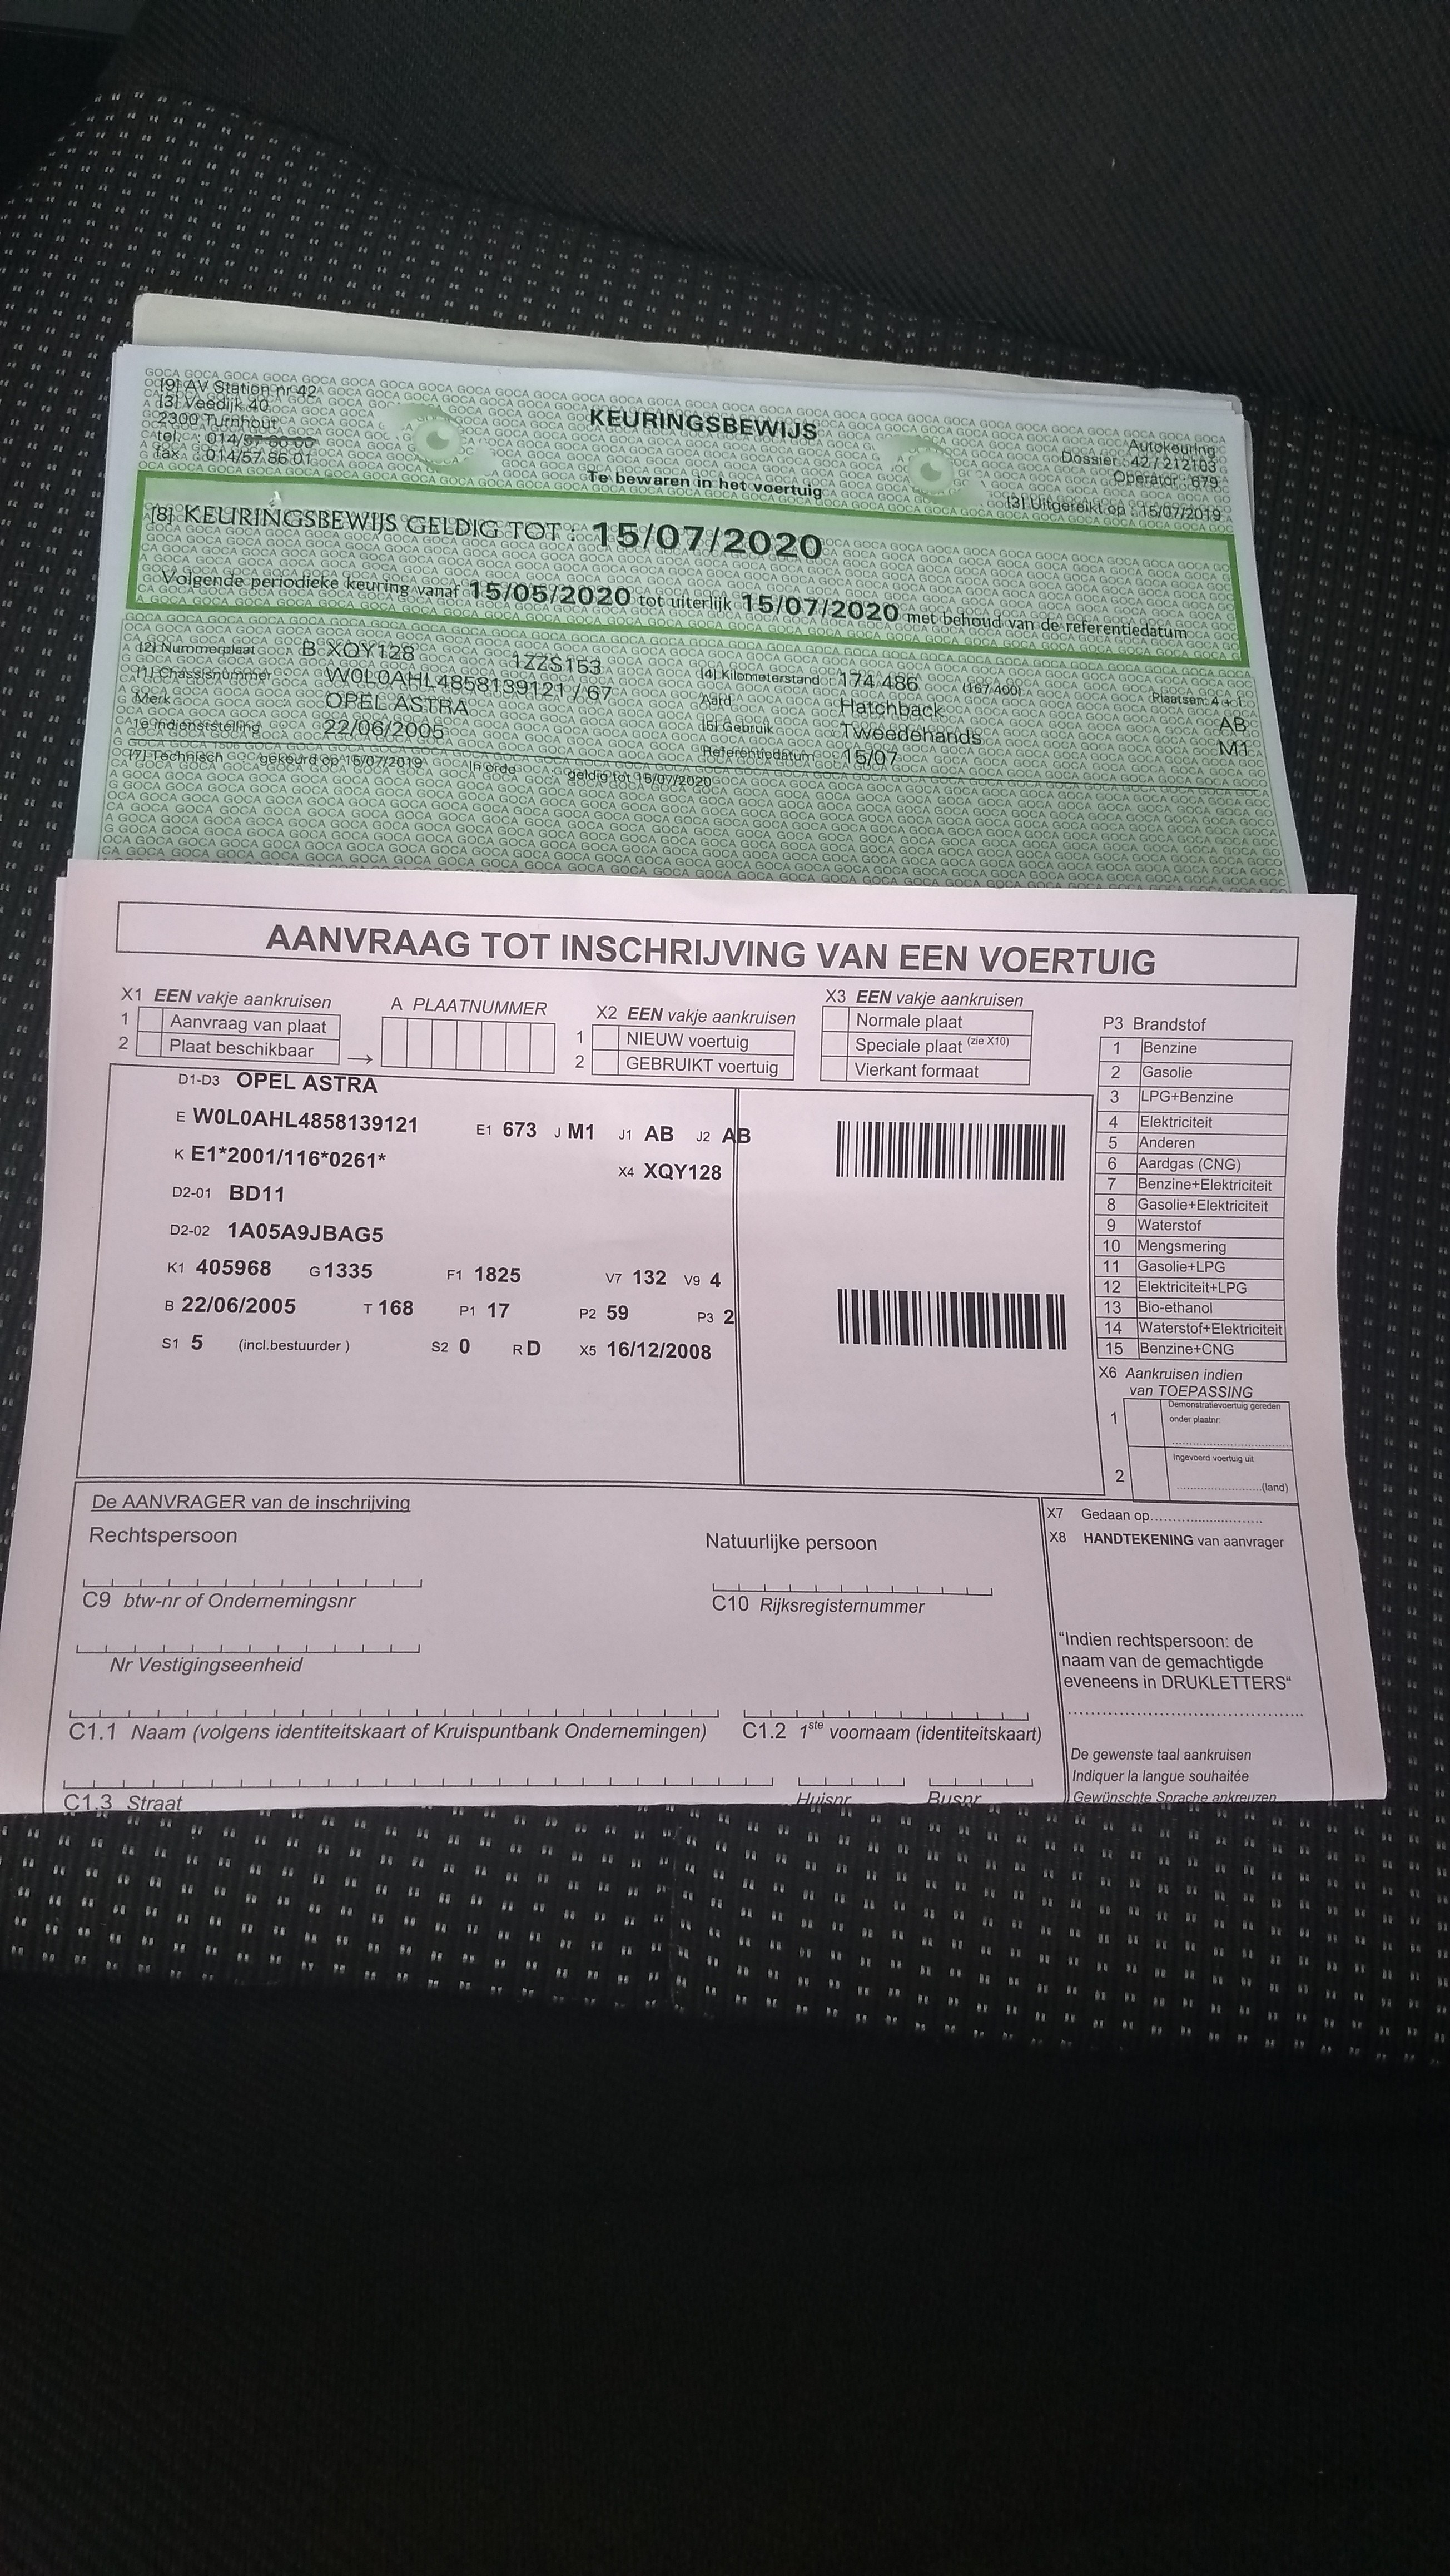 [9] AV Station nr 42
[3] Veedijk 40
2300 Turnhout
tel. : 014/57 86 00
fax : 014/57 86 01
KEURINGSBEWIJS
Te bewaren in het voertuig
Autokeuring
Dossier : 42 / 212103
Operator : 679
[3] Uitgereikt op : 15/07/2019
[8] KEURINGSBEWIJS GELDIG TOT : 15/07/2020
Volgende periodieke keuring vanaf 15/05/2020 tot uiterlijk 15/07/2020 met behoud van de referentiedatum
[2] Nummerplaat B XQY128 1ZZS153 [4] Kilometerstand : 174 486 (167 400) Plaatsen: 4 + 1
[1] Chassisnummer W0L0AHL4858139121 / 67 Aard Hatchback AB
Merk OPEL ASTRA [5] Gebruik Tweedehands M1
1e indienststelling 22/06/2005 Referentiedatum 15/07
[7] Technisch gekeurd op 15/07/2019 In orde geldig tot 15/07/2020
AANVRAAG TOT INSCHRIJVING VAN EEN VOERTUIG
X1 EEN vakje aankruisen
1 Aanvraag van plaat
2 Plaat beschikbaar →
A PLAATNUMMER
X2 EEN vakje aankruisen
1 NIEUW voertuig
2 GEBRUIKT voertuig
X3 EEN vakje aankruisen
Normale plaat
Speciale plaat (zie X10)
Vierkant formaat
P3 Brandstof
1 Benzine
2 Gasolie
3 LPG+Benzine
4 Elektriciteit
5 Anderen
6 Aardgas (CNG)
7 Benzine+Elektriciteit
8 Gasolie+Elektriciteit
9 Waterstof
10 Mengsmering
11 Gasolie+LPG
12 Elektriciteit+LPG
13 Bio-ethanol
14 Waterstof+Elektriciteit
15 Benzine+CNG
D1-D3 OPEL ASTRA
E W0L0AHL4858139121 E1 673 J M1 J1 AB J2 AB
K E1*2001/116*0261* X4 XQY128
D2-01 BD11
D2-02 1A05A9JBAG5
K1 405968 G 1335 F1 1825 V7 132 V9 4
B 22/06/2005 T 168 P1 17 P2 59 P3 2
S1 5 (incl.bestuurder ) S2 0 R D X5 16/12/2008
X6 Aankruisen indien
van TOEPASSING
1 Demonstratievoertuig gereden
onder plaatnr:
2 Ingevoerd voertuig uit
(land)
De AANVRAGER van de inschrijving
Rechtspersoon
Natuurlijke persoon
C9 btw-nr of Ondernemingsnr
C10 Rijksregisternummer
Nr Vestigingseenheid
C1.1 Naam (volgens identiteitskaart of Kruispuntbank Ondernemingen)
C1.2 1ste voornaam (identiteitskaart)
C1.3 Straat Huisnr Busnr
X7 Gedaan op
X8 HANDTEKENING van aanvrager
"Indien rechtspersoon: de
naam van de gemachtigde
eveneens in DRUKLETTERS"
De gewenste taal aankruisen
Indiquer la langue souhaitée
Gewünschte Sprache ankreuzen